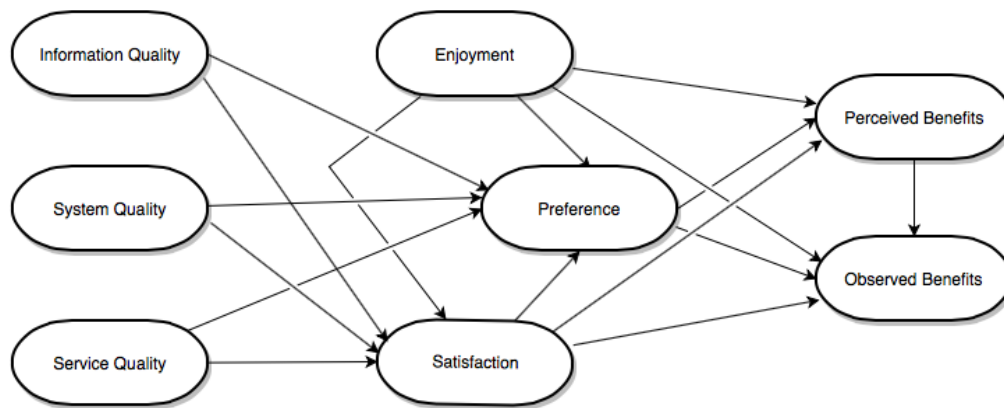 Information Quality
Enjoyment
Perceived Benefits
System Quality
Preference
Observed Benefits
Service Quality
Satisfaction